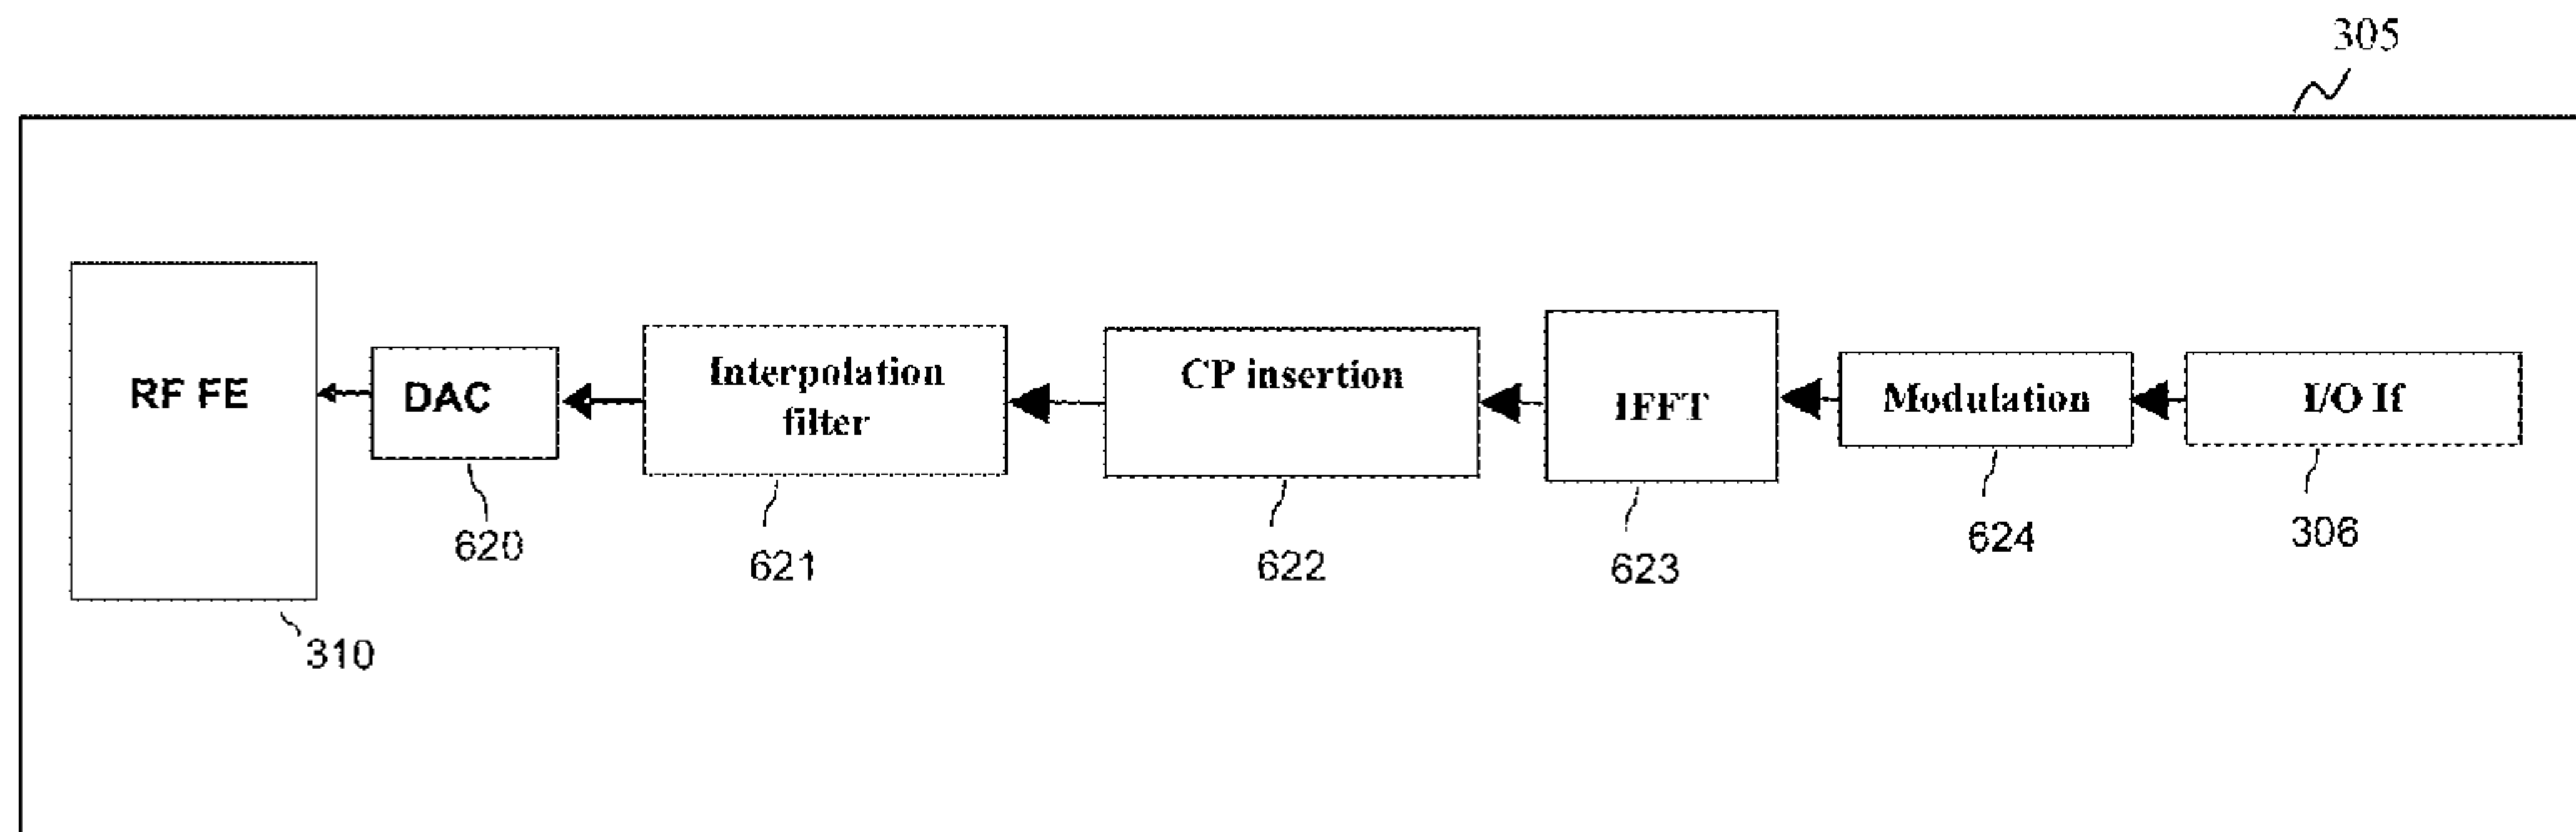 305
RF FE
DAC
Interpolation
filter
CP insertion
IFFT
Modulation
I/O If
620
621
622
623
624
306
310